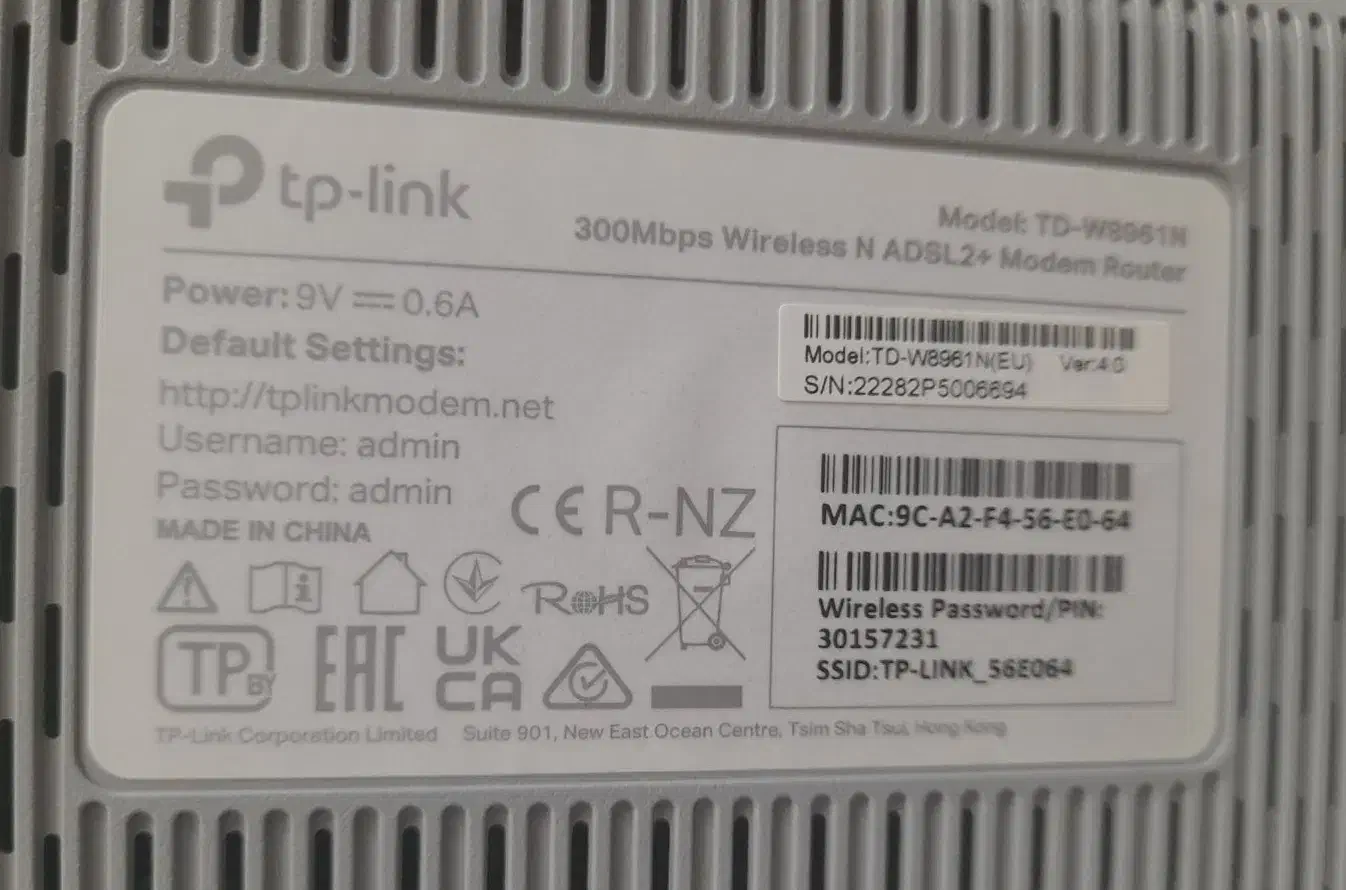 tp-link
Model: TD-W8961N
300Mbps Wireless N ADSL2+ Modem Router
Power: 9V ⎓ 0.6A
Default Settings:
http://tplinkmodem.net
Username: admin
Password: admin
MADE IN CHINA
CE R-NZ
RoHS
TP BY
EAC
UK
CA
Model:TD-W8961N(EU) Ver:4.0
S/N:22282P5006694
MAC:9C-A2-F4-56-E0-64
Wireless Password/PIN:
30157231
SSID:TP-LINK_56E064
TP-Link Corporation Limited Suite 901, New East Ocean Centre, Tsim Sha Tsui, Hong Kong